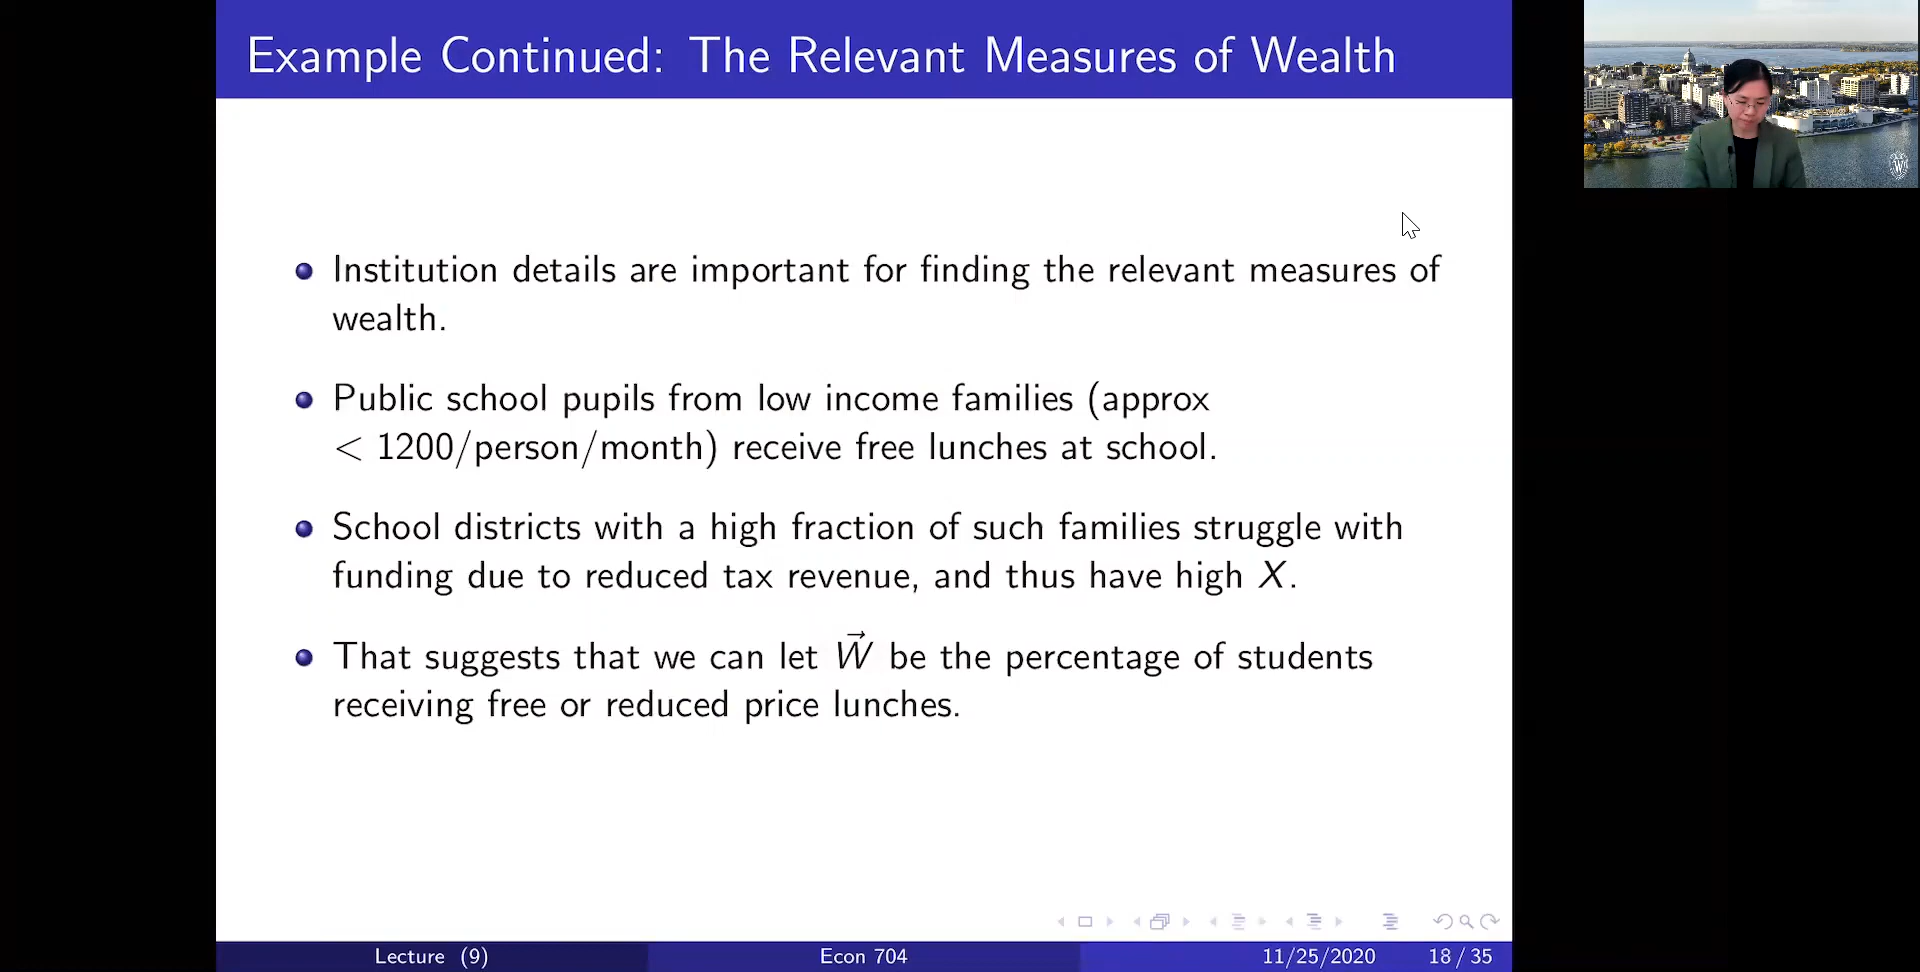 Example Continued: The Relevant Measures of Wealth
Institution details are important for finding the relevant measures of
wealth.
Public school pupils from low income families (approx
< 1200/person/month) receive free lunches at school.
School districts with a high fraction of such families struggle with
funding due to reduced tax revenue, and thus have high X.
That suggests that we can let W⃗ be the percentage of students
receiving free or reduced price lunches.
Lecture (9) Econ 704 11/25/2020 18 / 35
W